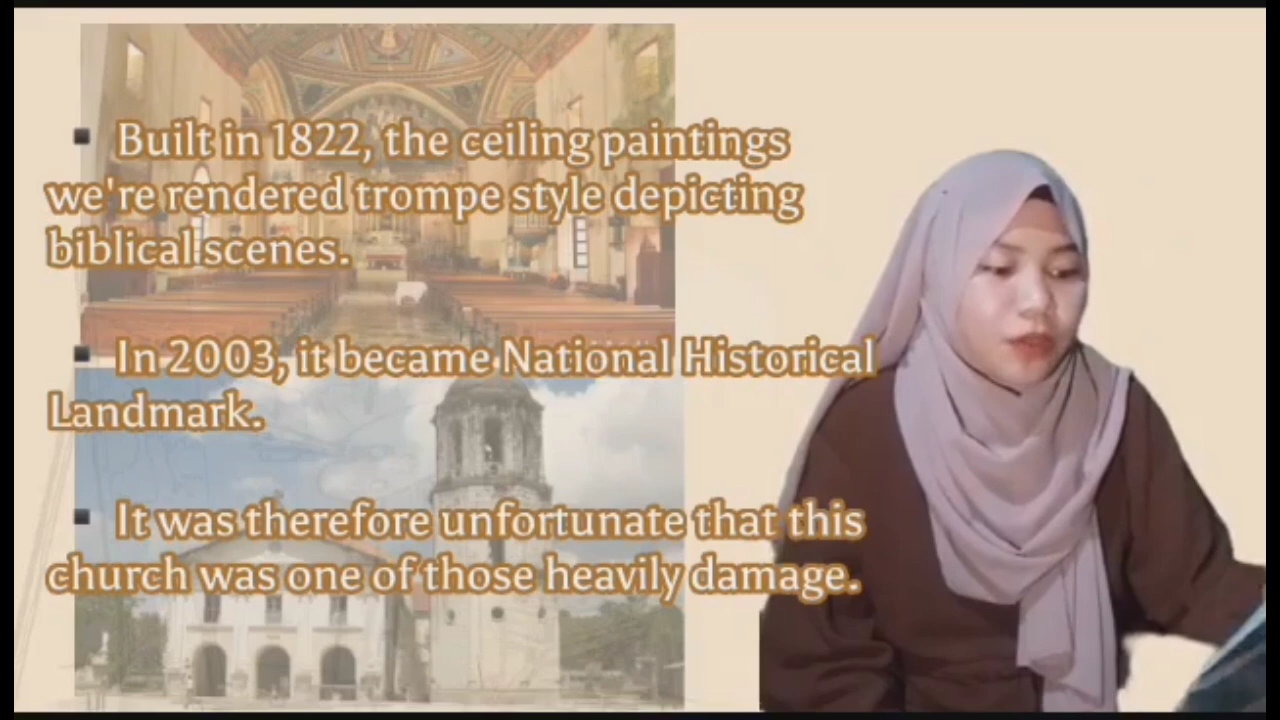 ▪ Built in 1822, the ceiling paintings
we're rendered trompe style depicting
biblical scenes.
▪ In 2003, it became National Historical
Landmark.
▪ It was therefore unfortunate that this
church was one of those heavily damage.